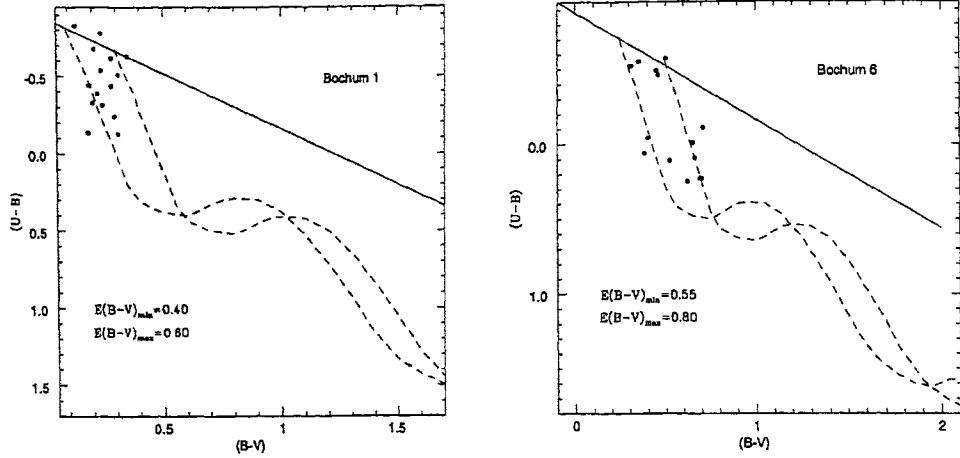 Bochum 1
-0.5
0.0
0.5
1.0
1.5
(U-B)
E(B-V)min=0.40
E(B-V)max=0.60
0.5
1
1.5
(B-V)
Bochum 6
0.0
1.0
(U-B)
E(B-V)min=0.55
E(B-V)max=0.80
0
1
2
(B-V)